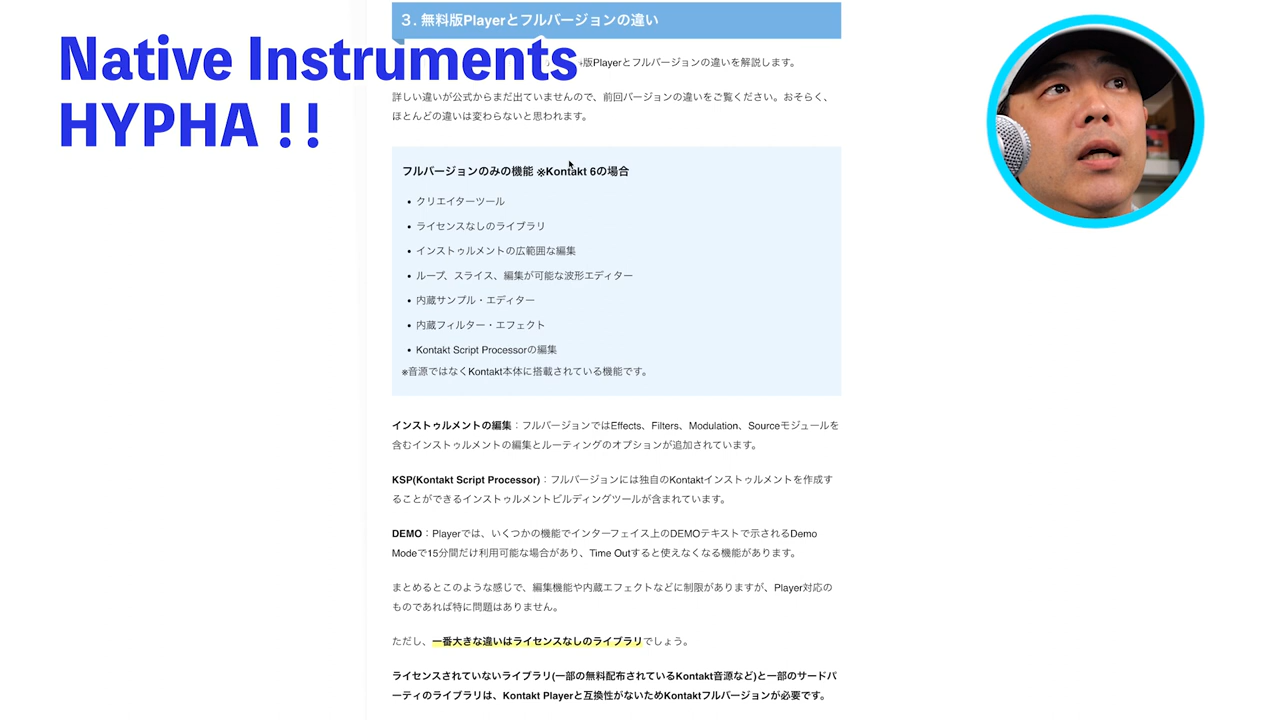 Native Instruments
HYPHA !!
3. 無料版Playerとフルバージョンの違い
版Playerとフルバージョンの違いを解説します。
詳しい違いが公式からまだ出ていませんので、前回バージョンの違いをご覧ください。おそらく、
ほとんどの違いは変わらないと思われます。
フルバージョンのみの機能 ※Kontakt 6の場合
• クリエイターツール
• ライセンスなしのライブラリ
• インストゥルメントの広範囲な編集
• ループ、スライス、編集が可能な波形エディター
• 内蔵サンプル・エディター
• 内蔵フィルター・エフェクト
• Kontakt Script Processorの編集
※音源ではなくKontakt本体に搭載されている機能です。
インストゥルメントの編集：フルバージョンではEffects、Filters、Modulation、Sourceモジュールを
含むインストゥルメントの編集とルーティングのオプションが追加されています。
KSP(Kontakt Script Processor)：フルバージョンには独自のKontaktインストゥルメントを作成す
ることができるインストゥルメントビルディングツールが含まれています。
DEMO：Playerでは、いくつかの機能でインターフェイス上のDEMOテキストで示されるDemo
Modeで15分間だけ利用可能な場合があり、Time Outすると使えなくなる機能があります。
まとめるとこのような感じで、編集機能や内蔵エフェクトなどに制限がありますが、Player対応の
ものであれば特に問題はありません。
ただし、一番大きな違いはライセンスなしのライブラリでしょう。
ライセンスされていないライブラリ(一部の無料配布されているKontakt音源など)と一部のサードパ
ーティのライブラリは、Kontakt Playerと互換性がないためKontaktフルバージョンが必要です。